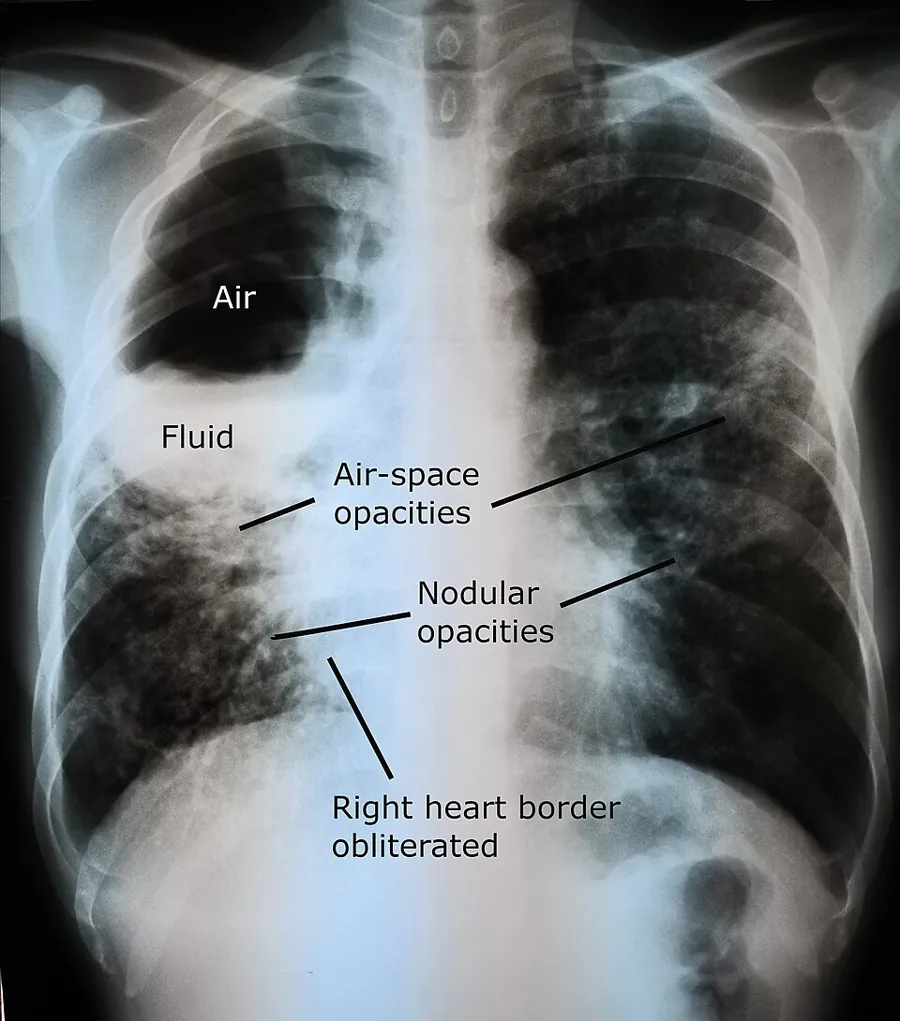 Air
Fluid
Air-space
opacities
Nodular
opacities
Right heart border
obliterated